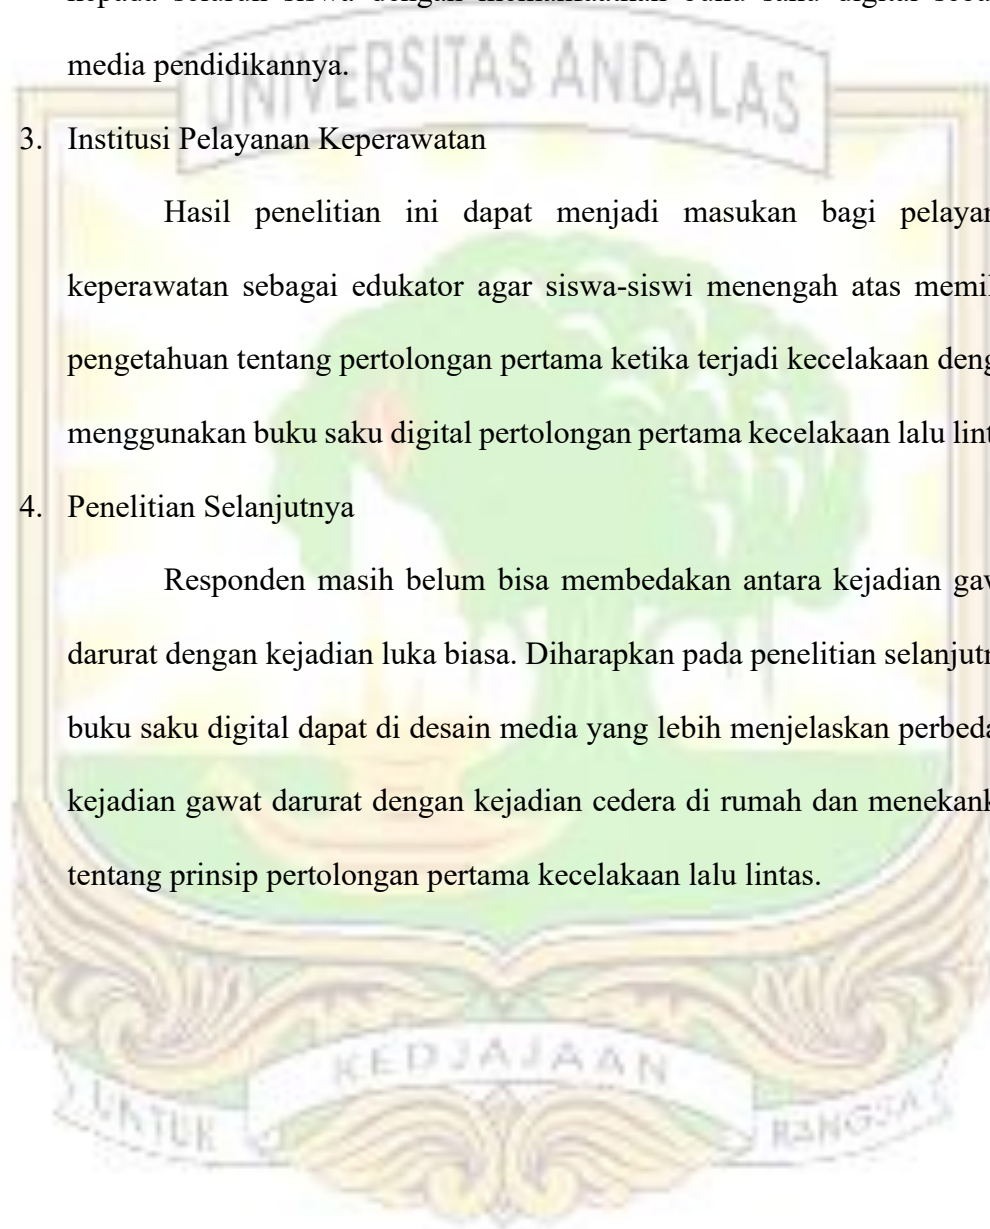 media pendidikannya.
UNIVERSITAS ANDALAS
3. Institusi Pelayanan Keperawatan
Hasil penelitian ini dapat menjadi masukan bagi
keperawatan sebagai edukator agar siswa-siswi menengah atas
pengetahuan tentang pertolongan pertama ketika terjadi kecelakaan
menggunakan buku saku digital pertolongan pertama kecelakaan lalu
4. Penelitian Selanjutnya
Responden masih belum bisa membedakan antara kejadian
darurat dengan kejadian luka biasa. Diharapkan pada penelitian
buku saku digital dapat di desain media yang lebih menjelaskan
kejadian gawat darurat dengan kejadian cedera di rumah dan
tentang prinsip pertolongan pertama kecelakaan lalu lintas.
KEDJAJAAN
UNTUK BANGSA